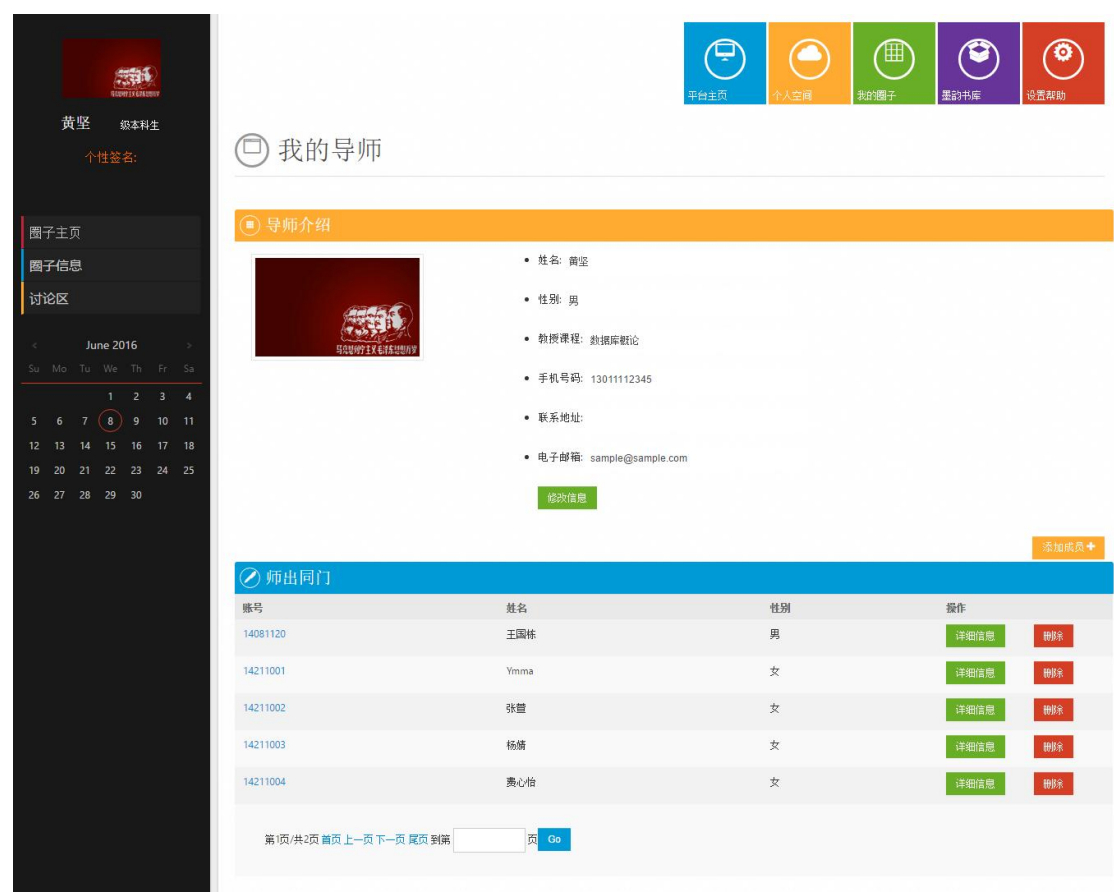 平台主页 个人空间 我的圈子 墨韵书库 设置帮助
黄坚 级本科生
个性签名:
圈子主页
圈子信息
讨论区
< June 2016 >
Su Mo Tu We Th Fr Sa
1 2 3 4
5 6 7 8 9 10 11
12 13 14 15 16 17 18
19 20 21 22 23 24 25
26 27 28 29 30
我的导师
导师介绍
姓名: 黄坚
性别: 男
教授课程: 数据库概论
手机号码: 13011112345
联系地址:
电子邮箱: sample@sample.com
修改信息
添加成员+
师出同门
账号 姓名 性别 操作
14081120 王国栋 男 详细信息 删除
14211001 Ymma 女 详细信息 删除
14211002 张萱 女 详细信息 删除
14211003 杨倩 女 详细信息 删除
14211004 费心怡 女 详细信息 删除
第1页/共2页 首页 上一页 下一页 尾页 到第 页 Go